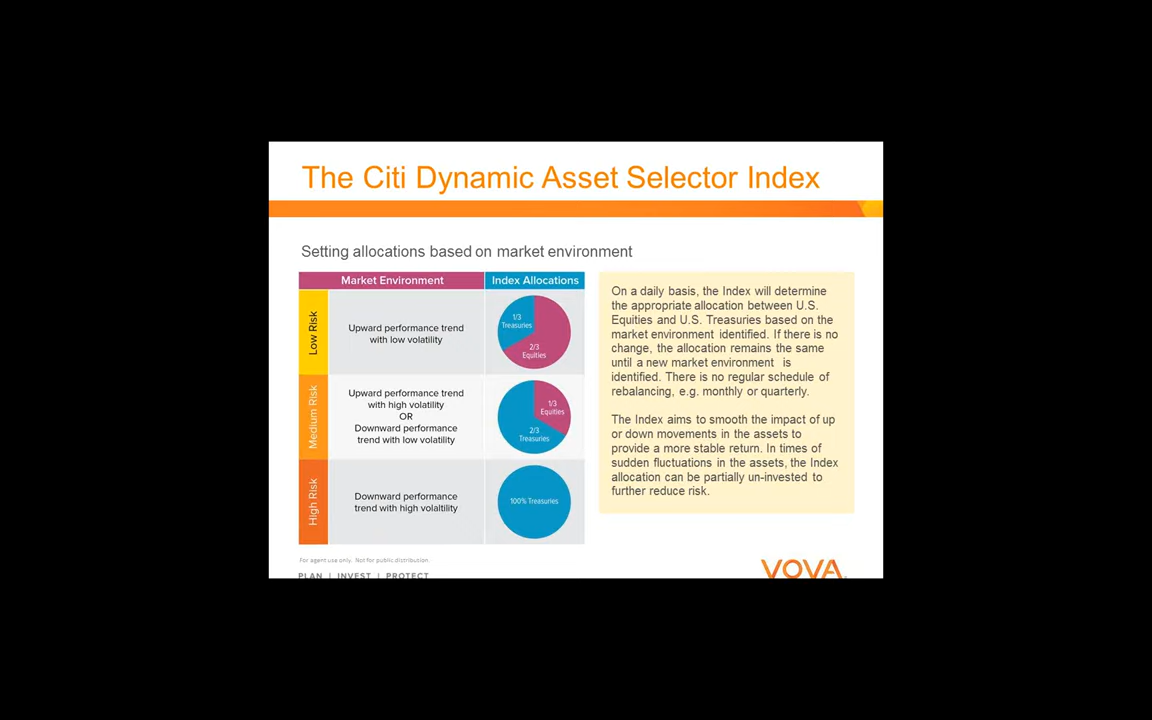 The Citi Dynamic Asset Selector Index
Setting allocations based on market environment
Market Environment
Index Allocations
Low Risk
Upward performance trend
with low volatility
1/3
Treasuries
2/3
Equities
Medium Risk
Upward performance trend
with high volatility
OR
Downward performance
trend with low volatility
1/3
Equities
2/3
Treasuries
High Risk
Downward performance
trend with high volaltility
100% Treasuries
On a daily basis, the Index will determine
the appropriate allocation between U.S.
Equities and U.S. Treasuries based on the
market environment identified. If there is no
change, the allocation remains the same
until a new market environment is
identified. There is no regular schedule of
rebalancing, e.g. monthly or quarterly.
The Index aims to smooth the impact of up
or down movements in the assets to
provide a more stable return. In times of
sudden fluctuations in the assets, the Index
allocation can be partially un-invested to
further reduce risk.
For agent use only. Not for public distribution.
PLAN | INVEST | PROTECT
VOYA